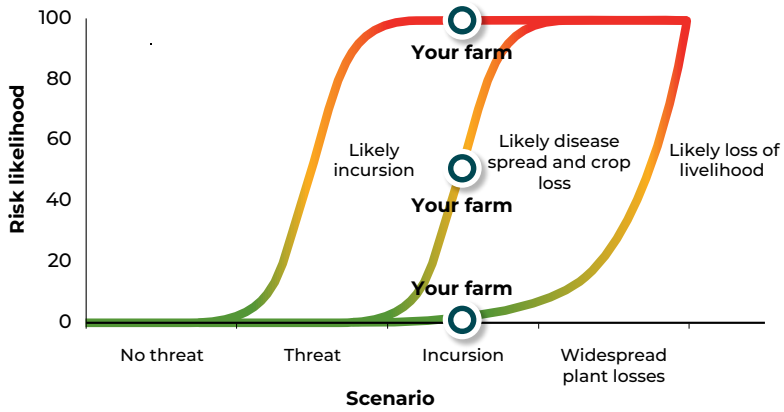 Risk likelihood
100
80
60
40
20
0
Your farm
Likely
incursion
Likely disease
spread and crop
loss
Likely loss of
livelihood
Your farm
Your farm
No threat
Threat
Incursion
Widespread
plant losses
Scenario